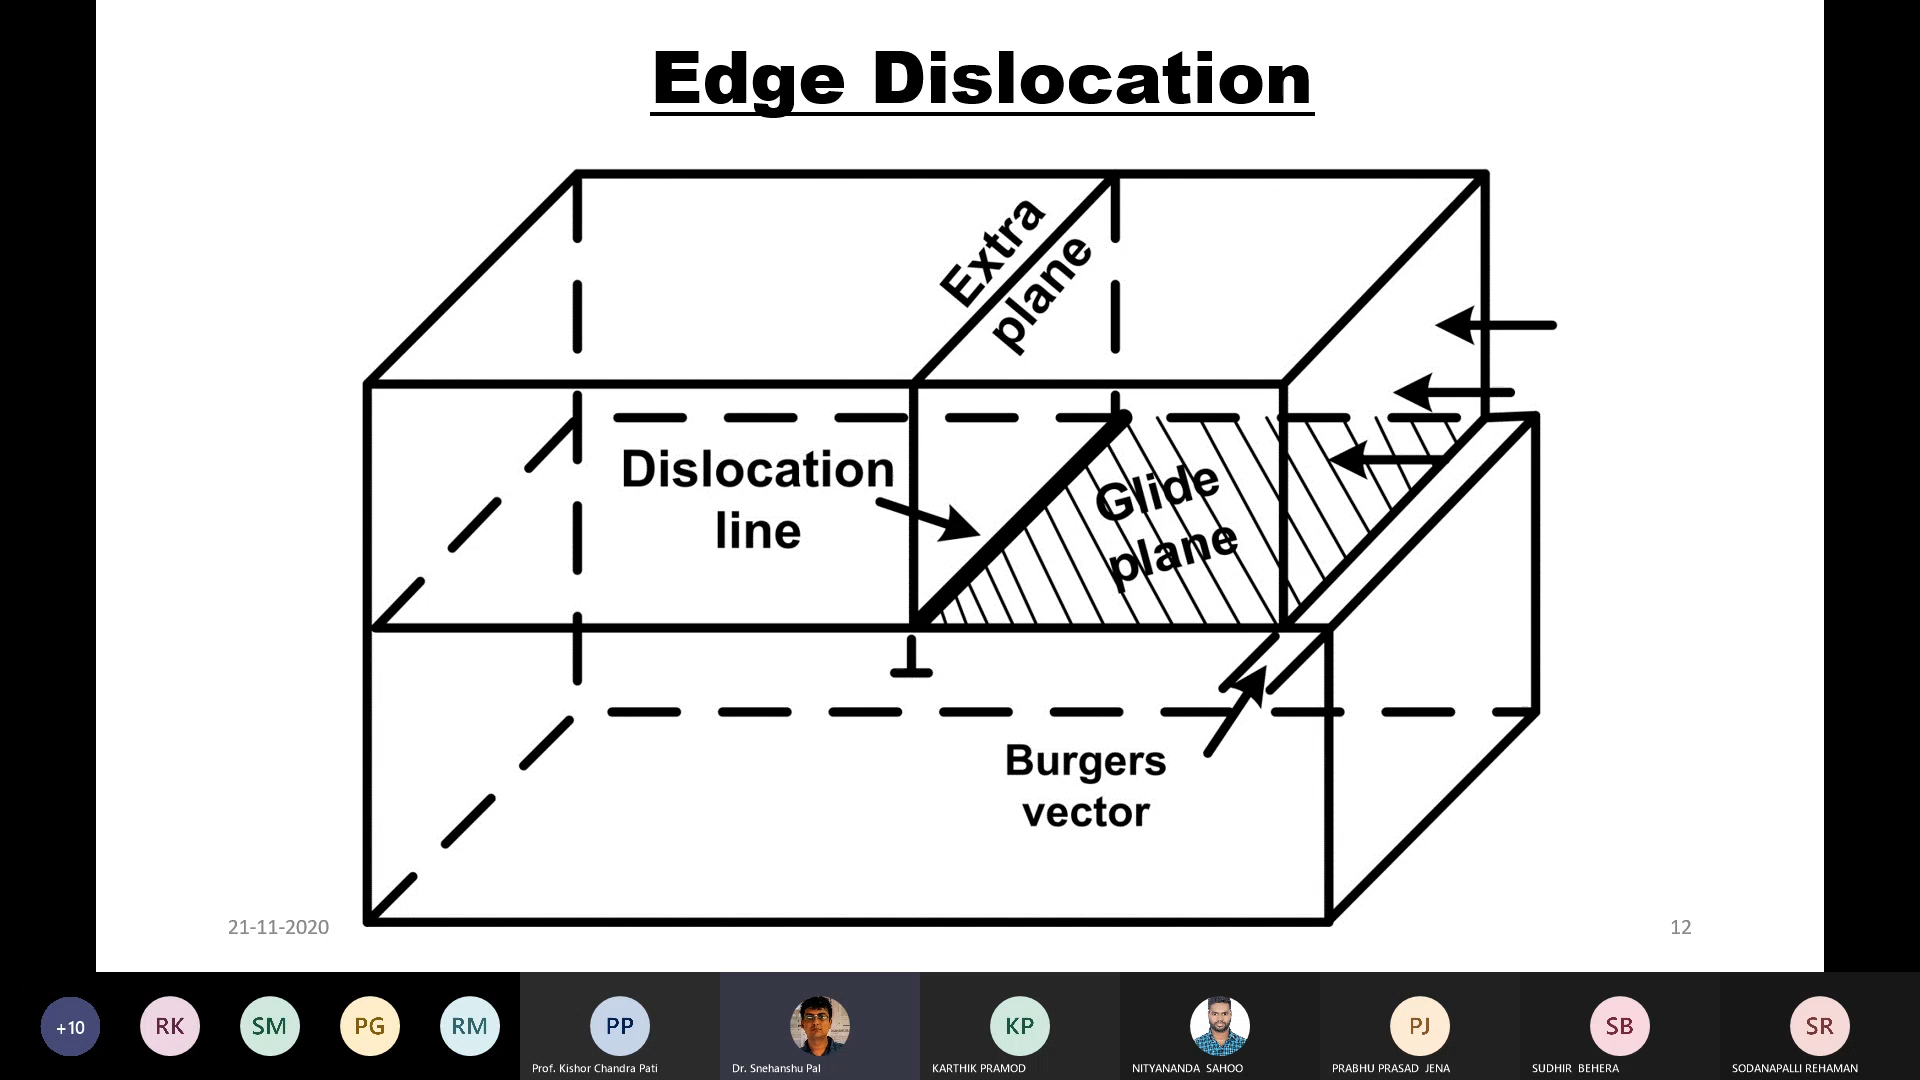 Edge Dislocation
Extra
plane
Dislocation
line
Glide
plane
Burgers
vector
21-11-2020
12
+10
RK
SM
PG
RM
PP
KP
PJ
SB
SR
Prof. Kishor Chandra Pati
Dr. Snehanshu Pal
KARTHIK PRAMOD
NITYANANDA SAHOO
PRABHU PRASAD JENA
SUDHIR BEHERA
SODANAPALLI REHAMAN